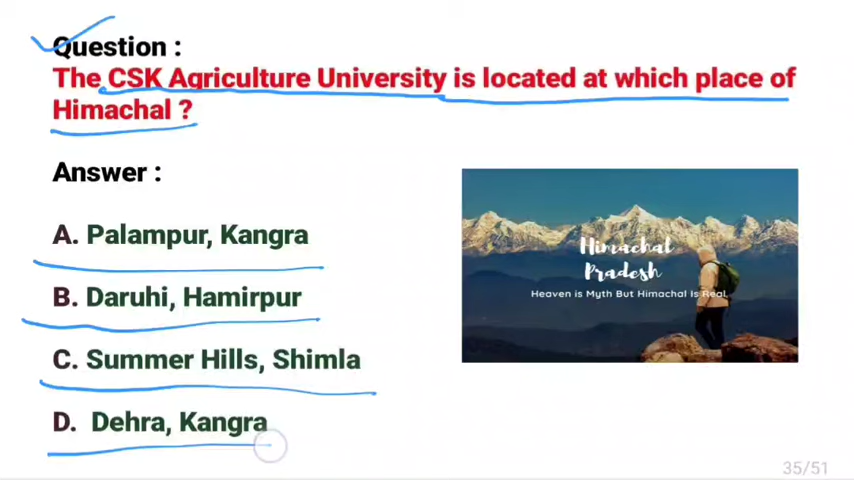 Question :
The CSK Agriculture University is located at which place of
Himachal ?
Answer :
A. Palampur, Kangra
B. Daruhi, Hamirpur
C. Summer Hills, Shimla
D. Dehra, Kangra
Himachal
Pradesh
Heaven is Myth But Himachal Is Real.
35/51